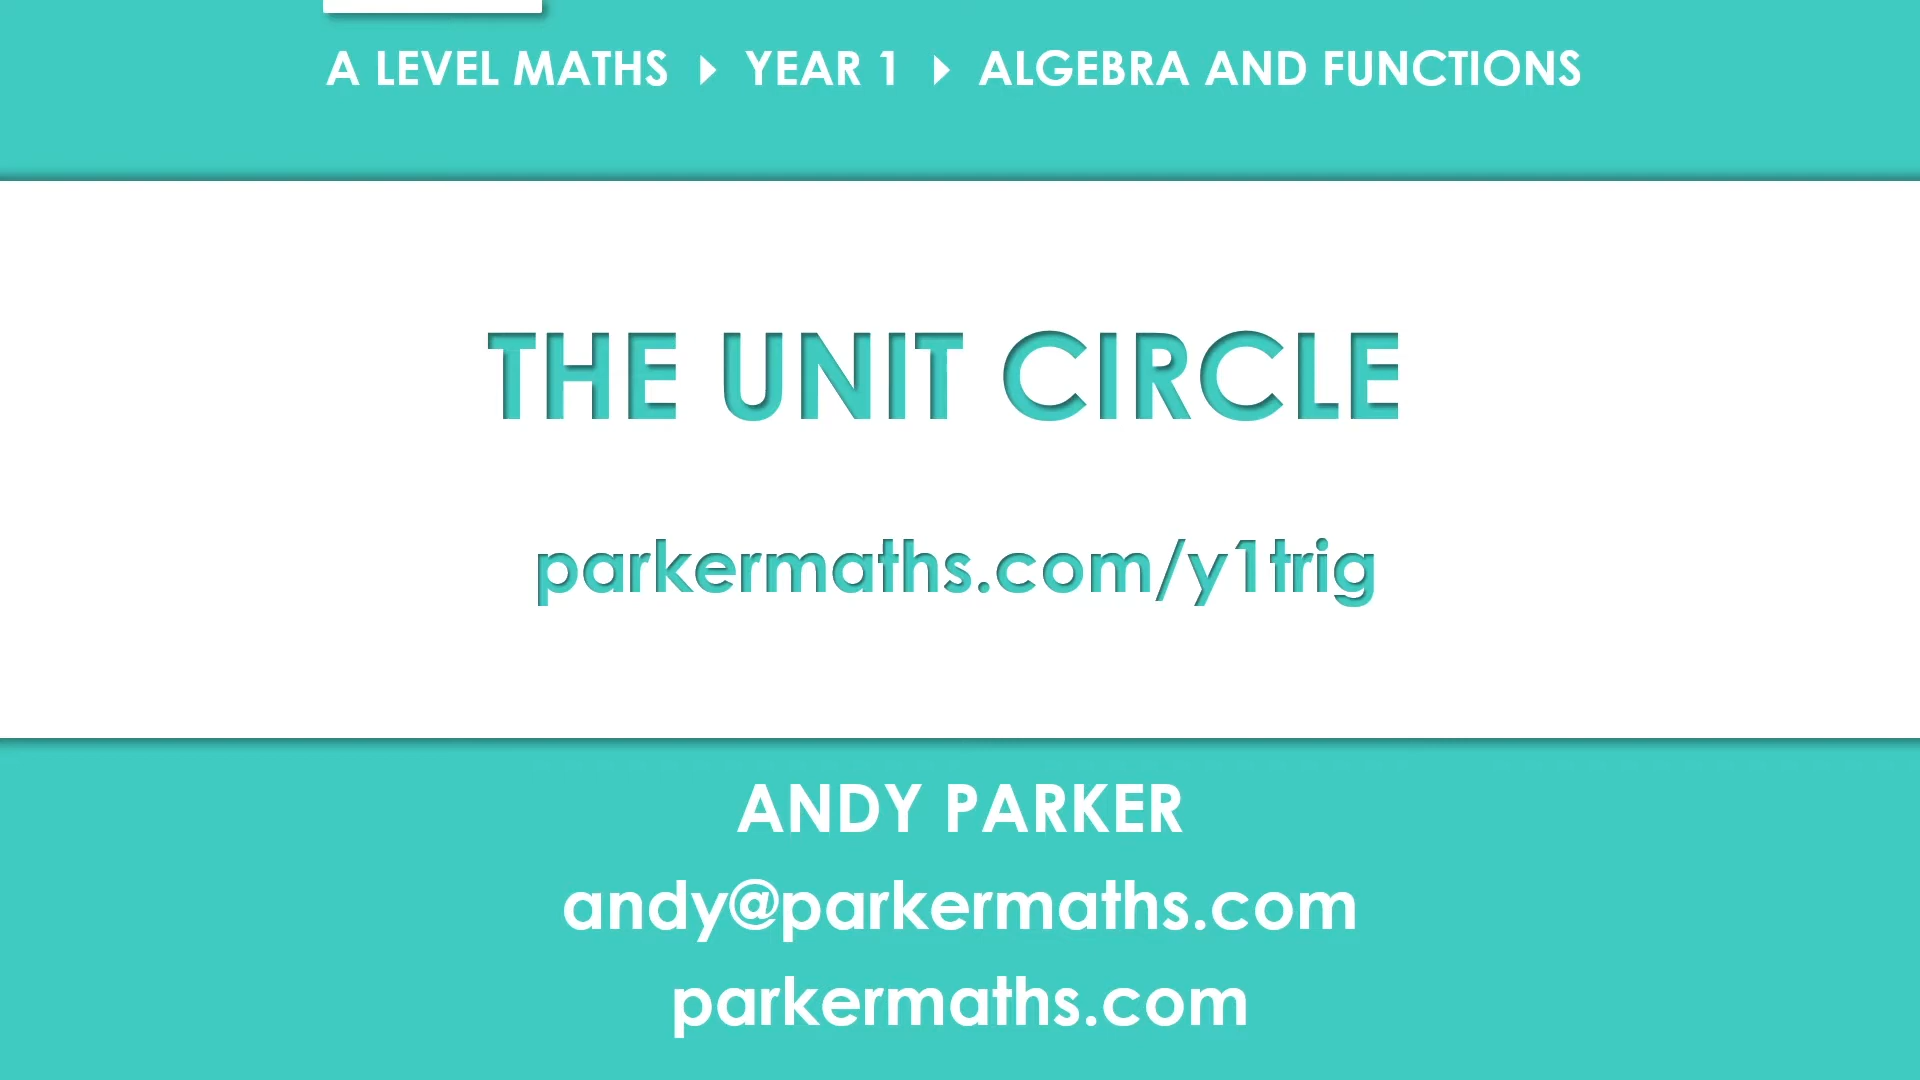 A LEVEL MATHS ▸ YEAR 1 ▸ ALGEBRA AND FUNCTIONS
THE UNIT CIRCLE
parkermaths.com/y1trig
ANDY PARKER
andy@parkermaths.com
parkermaths.com